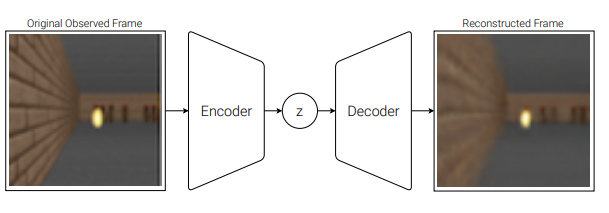 Original Observed Frame
Reconstructed Frame
Encoder
z
Decoder